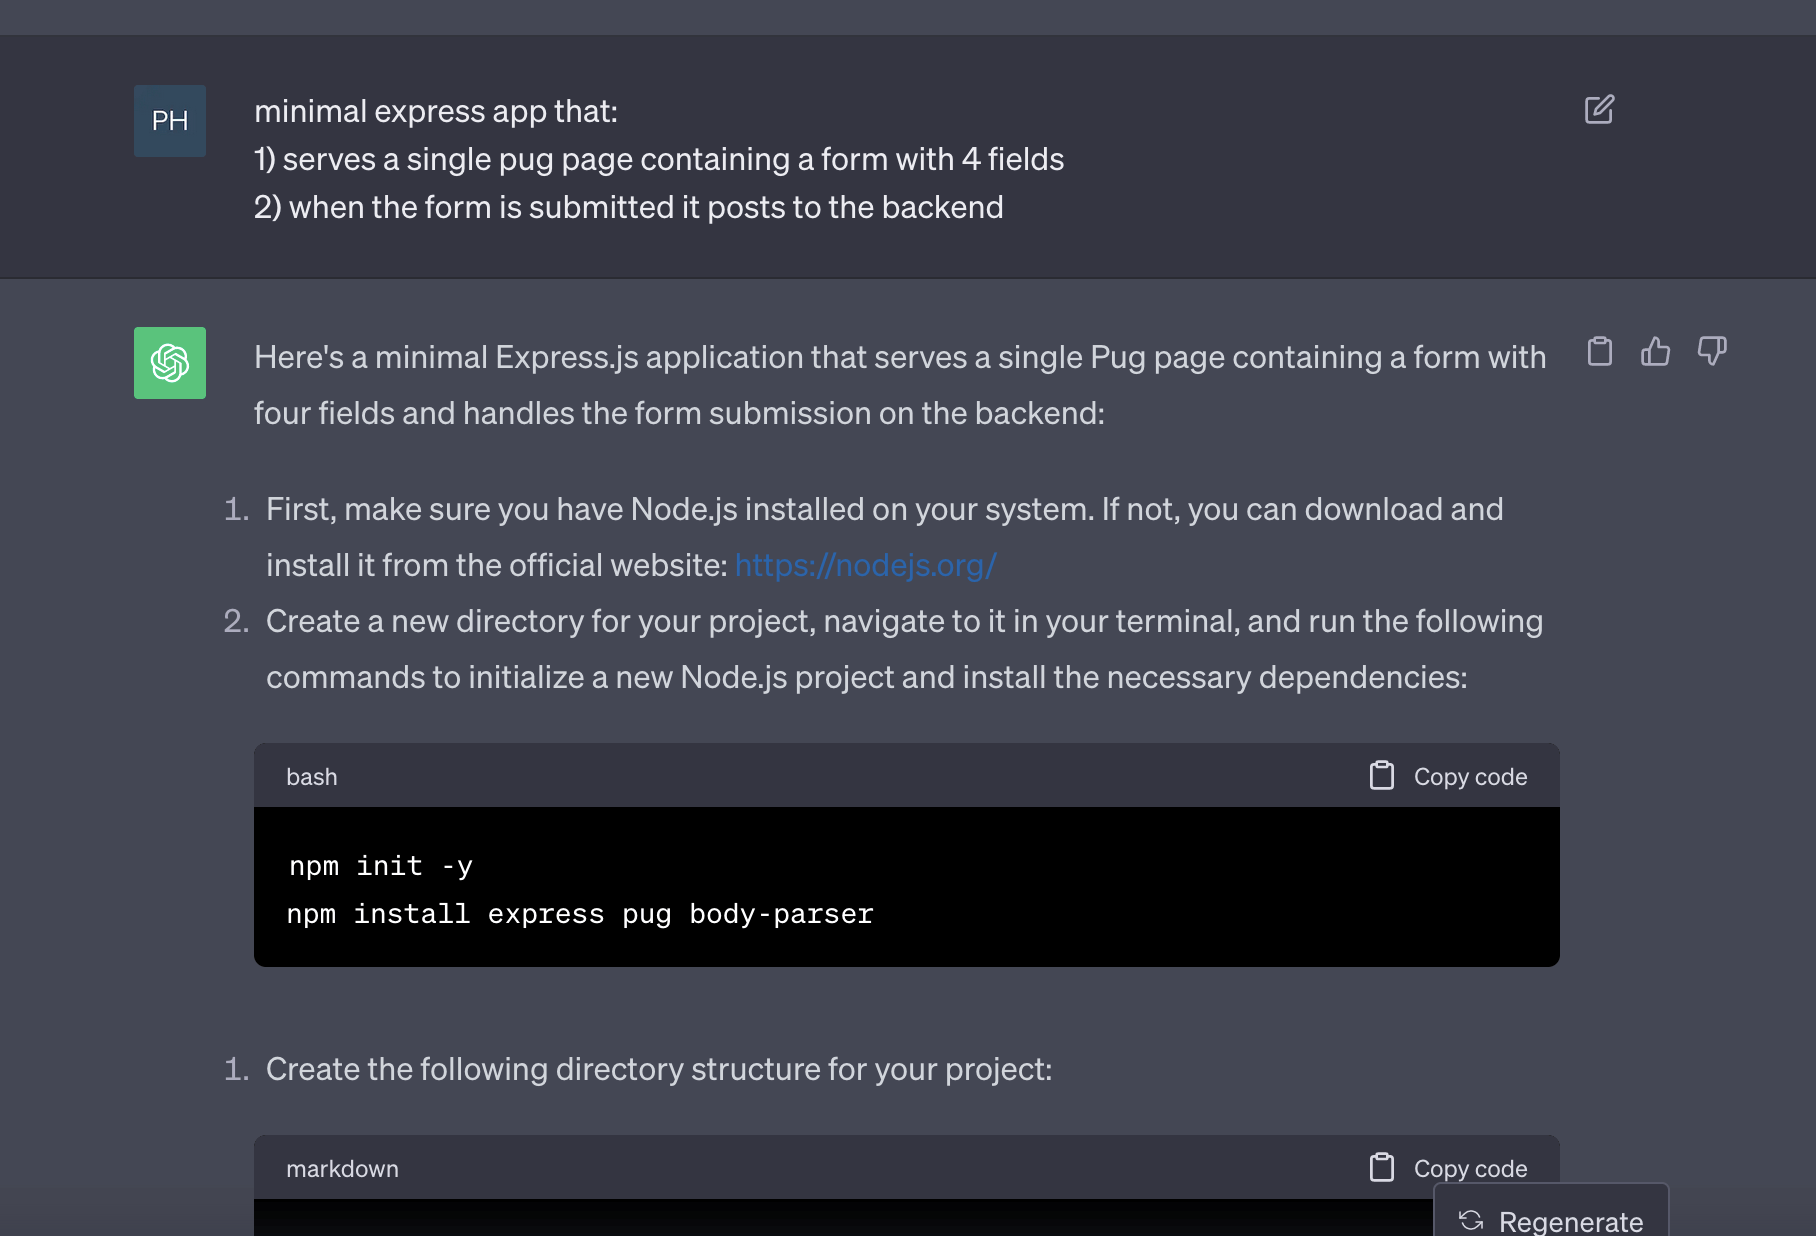 PH
minimal express app that:
1) serves a single pug page containing a form with 4 fields
2) when the form is submitted it posts to the backend
Here's a minimal Express.js application that serves a single Pug page containing a form with
four fields and handles the form submission on the backend:
1. First, make sure you have Node.js installed on your system. If not, you can download and
install it from the official website: https://nodejs.org/
2. Create a new directory for your project, navigate to it in your terminal, and run the following
commands to initialize a new Node.js project and install the necessary dependencies:
bash Copy code
npm init -y
npm install express pug body-parser
1. Create the following directory structure for your project:
markdown Copy code
Regenerate